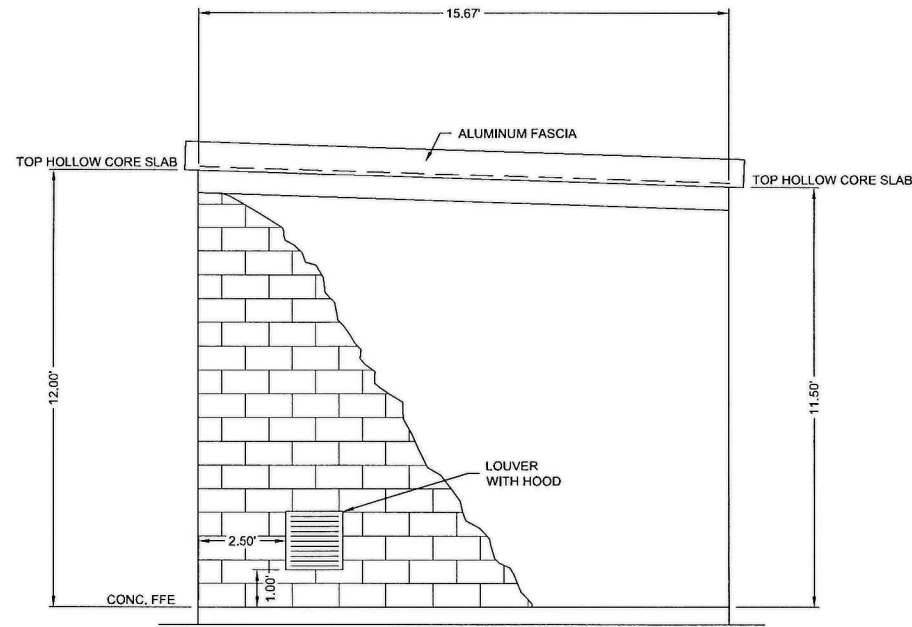 15.67'
ALUMINUM FASCIA
TOP HOLLOW CORE SLAB
TOP HOLLOW CORE SLAB
12.00'
11.50'
LOUVER
WITH HOOD
2.50'
1.00'
CONC. FFE